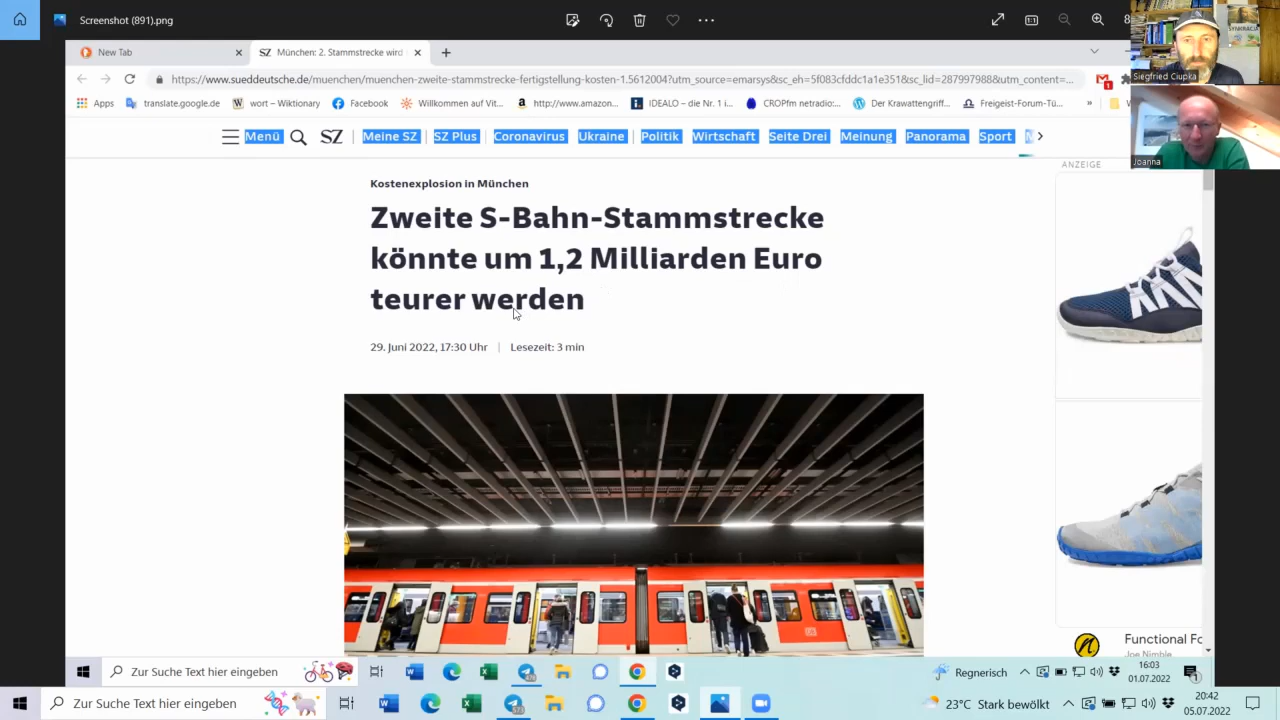 Screenshot (891).png
New Tab
SZ München: 2. Stammstrecke wird
https://www.sueddeutsche.de/muenchen/muenchen-zweite-stammstrecke-fertigstellung-kosten-1.5612004?utm_source=emarsys&sc_eh=5f083cfddc1a1e351&sc_lid=287997988&utm_content=...
Apps translate.google.de wort – Wiktionary Facebook Willkommen auf Vit... http://www.amazon... IDEALO – die Nr. 1 i... CROPfm netradio:... Der Krawattengriff... Freigeist-Forum-Tü... »
Menü SZ Meine SZ SZ Plus Coronavirus Ukraine Politik Wirtschaft Seite Drei Meinung Panorama Sport
Siegfried Ciupka
Joanna
ANZEIGE
Kostenexplosion in München
Zweite S-Bahn-Stammstrecke
könnte um 1,2 Milliarden Euro
teurer werden
29. Juni 2022, 17:30 Uhr | Lesezeit: 3 min
Functional Fo
Joe Nimble
Zur Suche Text hier eingeben
Regnerisch
16:03
01.07.2022
Zur Suche Text hier eingeben
23°C Stark bewölkt
20:42
05.07.2022